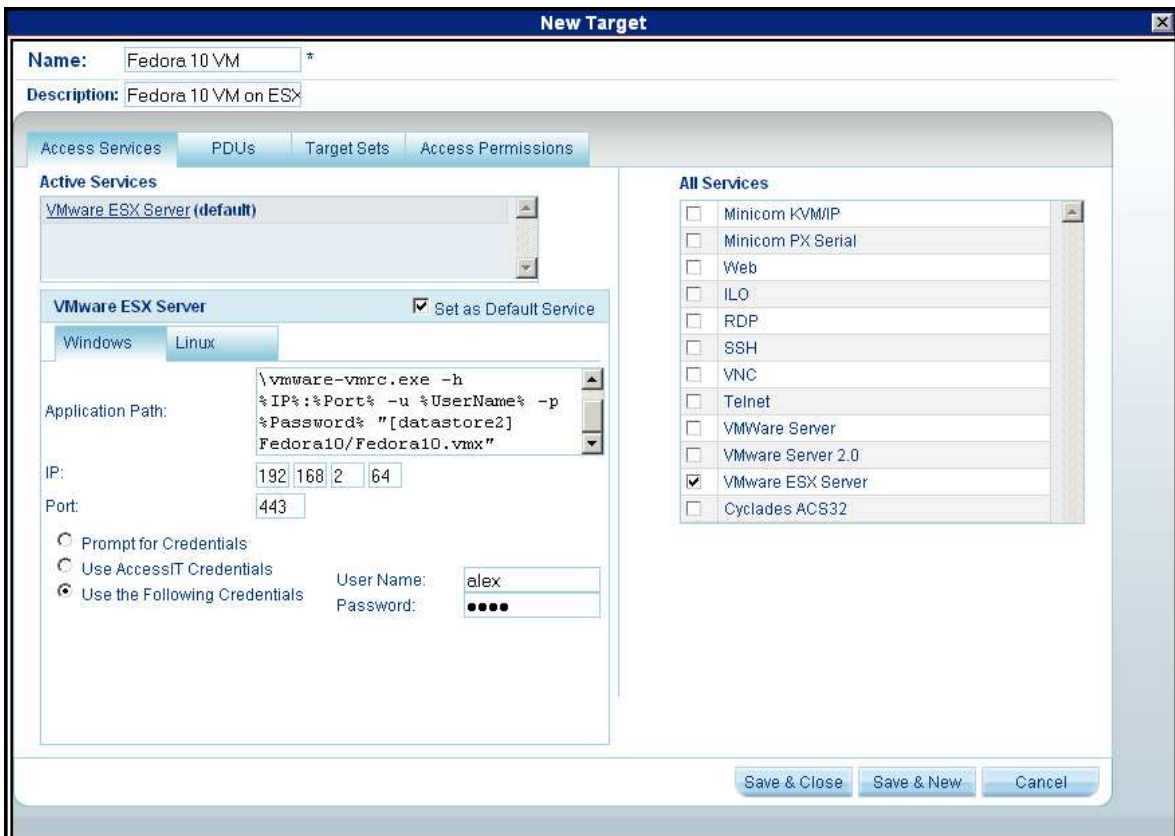 New Target
Name: Fedora 10 VM *
Description: Fedora 10 VM on ESX
Access Services PDUs Target Sets Access Permissions
Active Services
VMware ESX Server (default)
VMware ESX Server Set as Default Service
Windows Linux
Application Path:
\vmware-vmrc.exe -h
%IP%:%Port% -u %UserName% -p
%Password% "[datastore2]
Fedora10/Fedora10.vmx"
IP: 192 168 2 64
Port: 443
Prompt for Credentials
Use AccessIT Credentials
Use the Following Credentials
User Name: alex
Password: ●●●●
All Services
Minicom KVM/IP
Minicom PX Serial
Web
ILO
RDP
SSH
VNC
Telnet
VMWare Server
VMware Server 2.0
VMware ESX Server
Cyclades ACS32
Save & Close Save & New Cancel